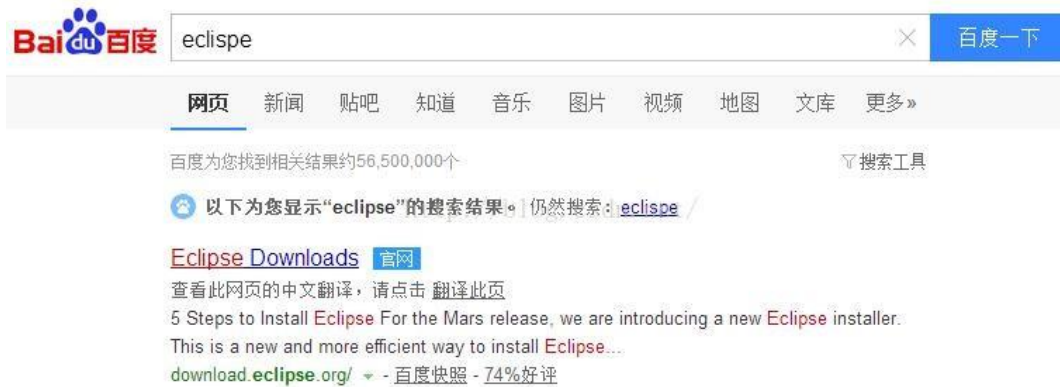 Bai du 百度 eclispe 百度一下
网页 新闻 贴吧 知道 音乐 图片 视频 地图 文库 更多»
百度为您找到相关结果约56,500,000个 搜索工具
以下为您显示“eclipse”的搜索结果。仍然搜索：eclispe
Eclipse Downloads 官网
查看此网页的中文翻译，请点击 翻译此页
5 Steps to Install Eclipse For the Mars release, we are introducing a new Eclipse installer.
This is a new and more efficient way to install Eclipse...
download.eclipse.org/ - 百度快照 - 74%好评